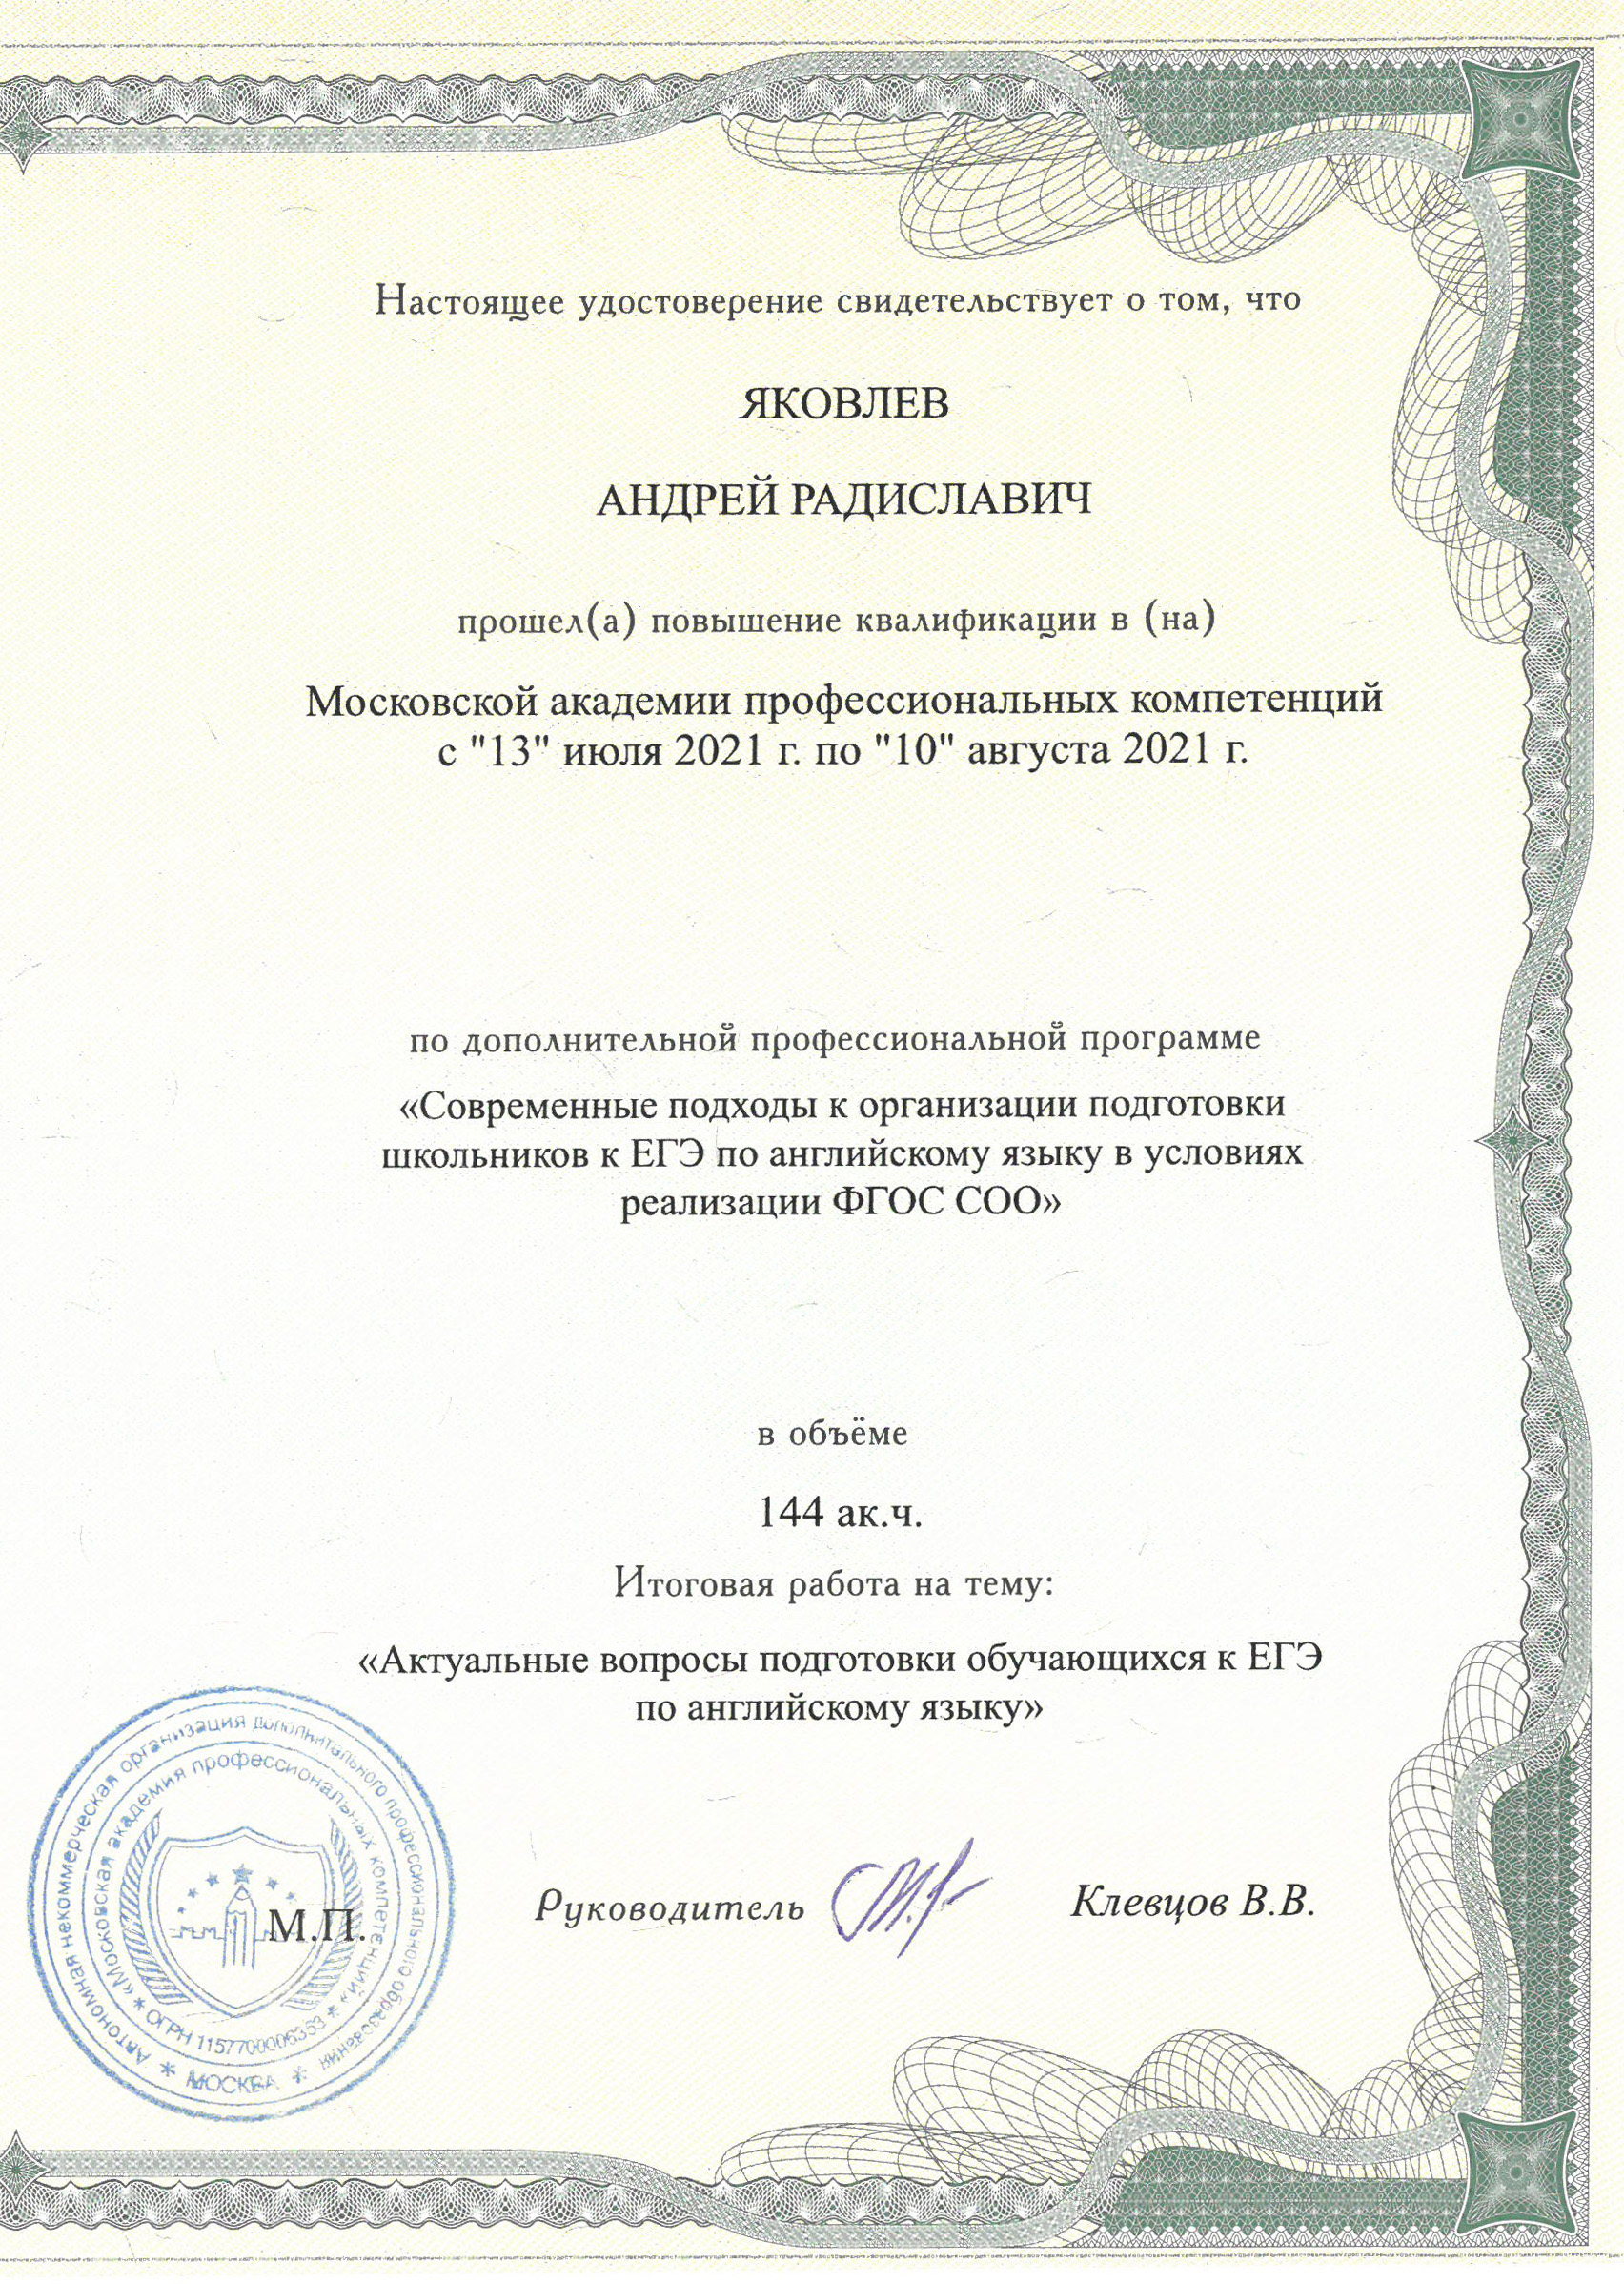 Настоящее удостоверение свидетельствует о том, что
ЯКОВЛЕВ
АНДРЕЙ РАДИСЛАВИЧ
прошел(а) повышение квалификации в (на)
Московской академии профессиональных компетенций
с "13" июля 2021 г. по "10" августа 2021 г.
по дополнительной профессиональной программе
«Современные подходы к организации подготовки
школьников к ЕГЭ по английскому языку в условиях
реализации ФГОС СОО»
в объёме
144 ак.ч.
Итоговая работа на тему:
«Актуальные вопросы подготовки обучающихся к ЕГЭ
по английскому языку»
Автономная некоммерческая организация дополнительного профессионального образования
* МОСКВА *
«Московская академия профессиональных компетенций»
* ОГРН 1157700006353 *
М.П.
Руководитель
Клевцов В.В.